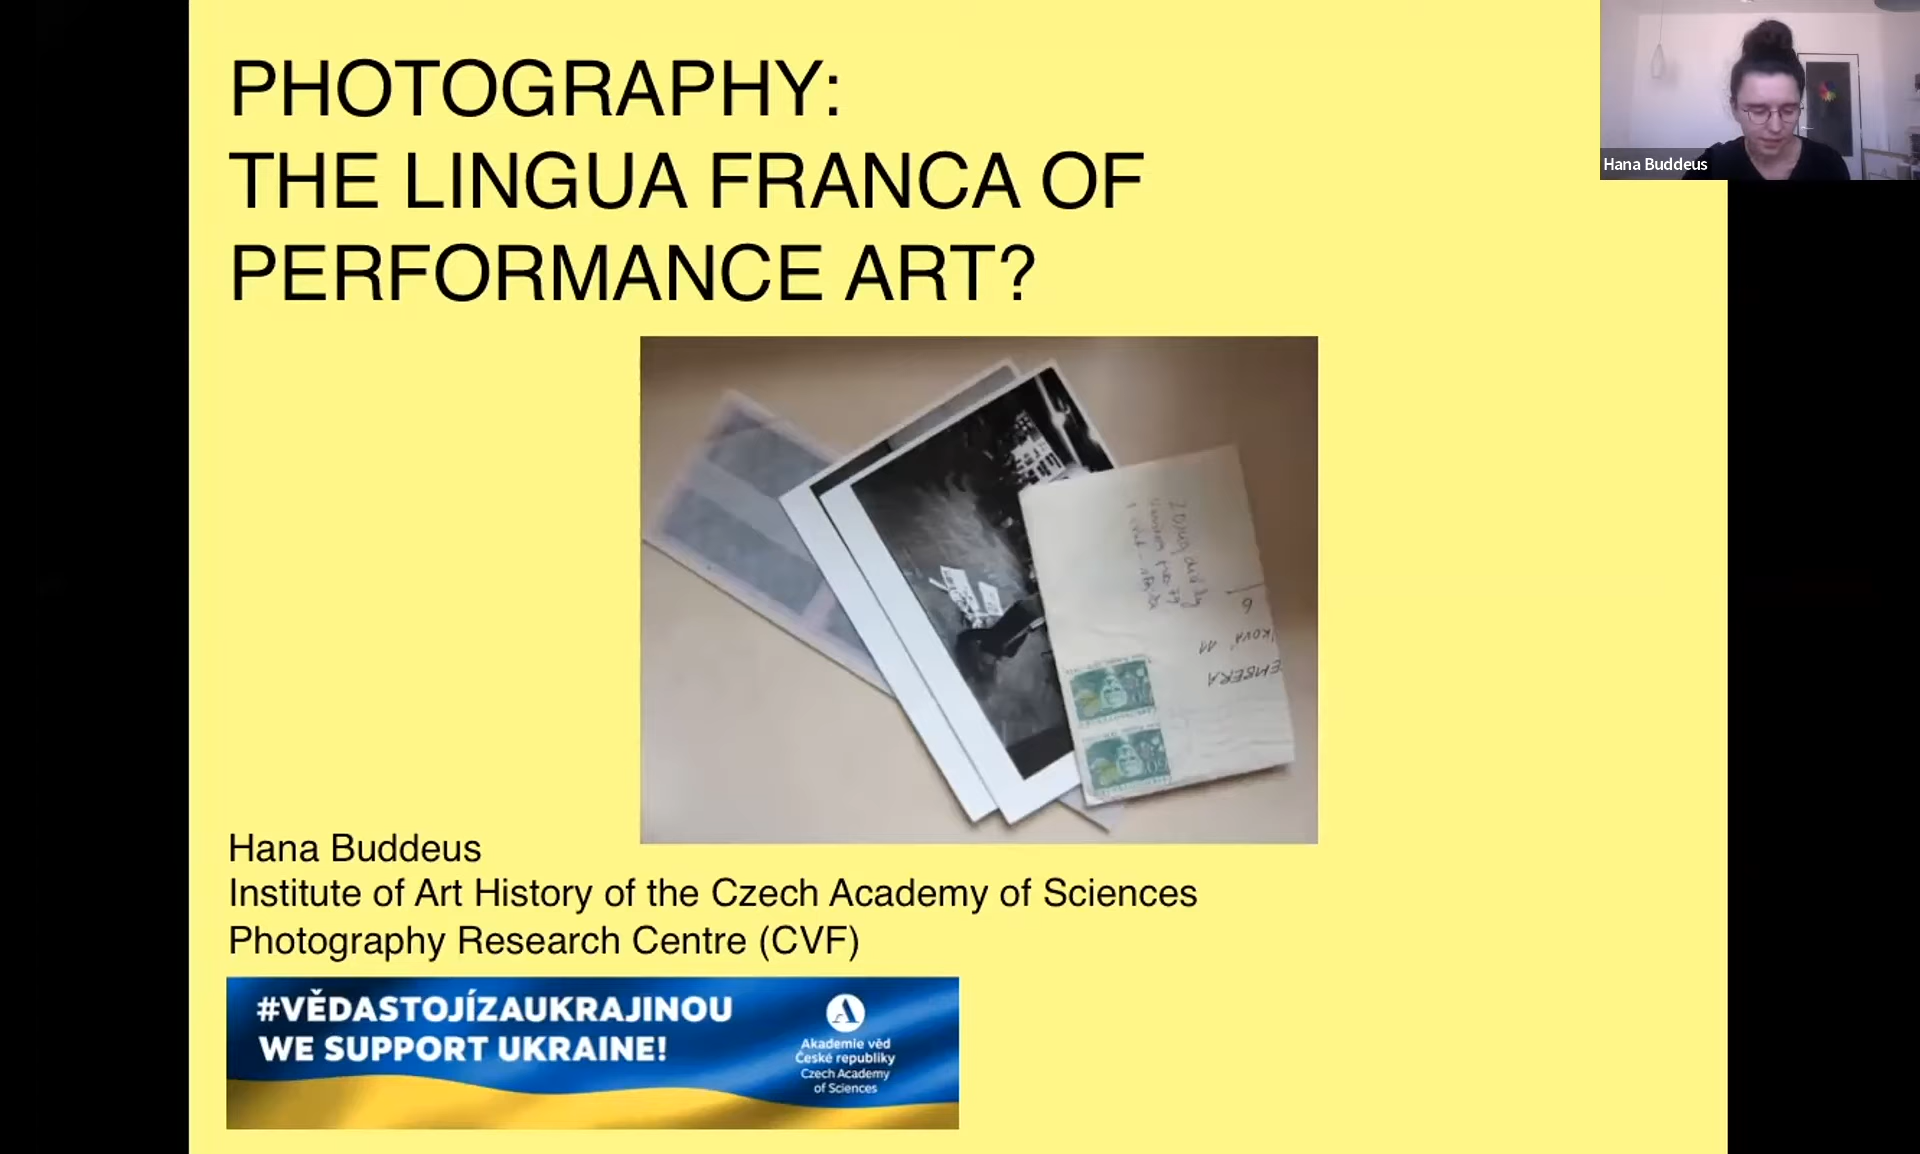 PHOTOGRAPHY:
THE LINGUA FRANCA OF
PERFORMANCE ART?
Hana Buddeus
Hana Buddeus
Institute of Art History of the Czech Academy of Sciences
Photography Research Centre (CVF)
#VĚDASTOJÍZAUKRAJINOU
WE SUPPORT UKRAINE!
Akademie věd
České republiky
Czech Academy
of Sciences